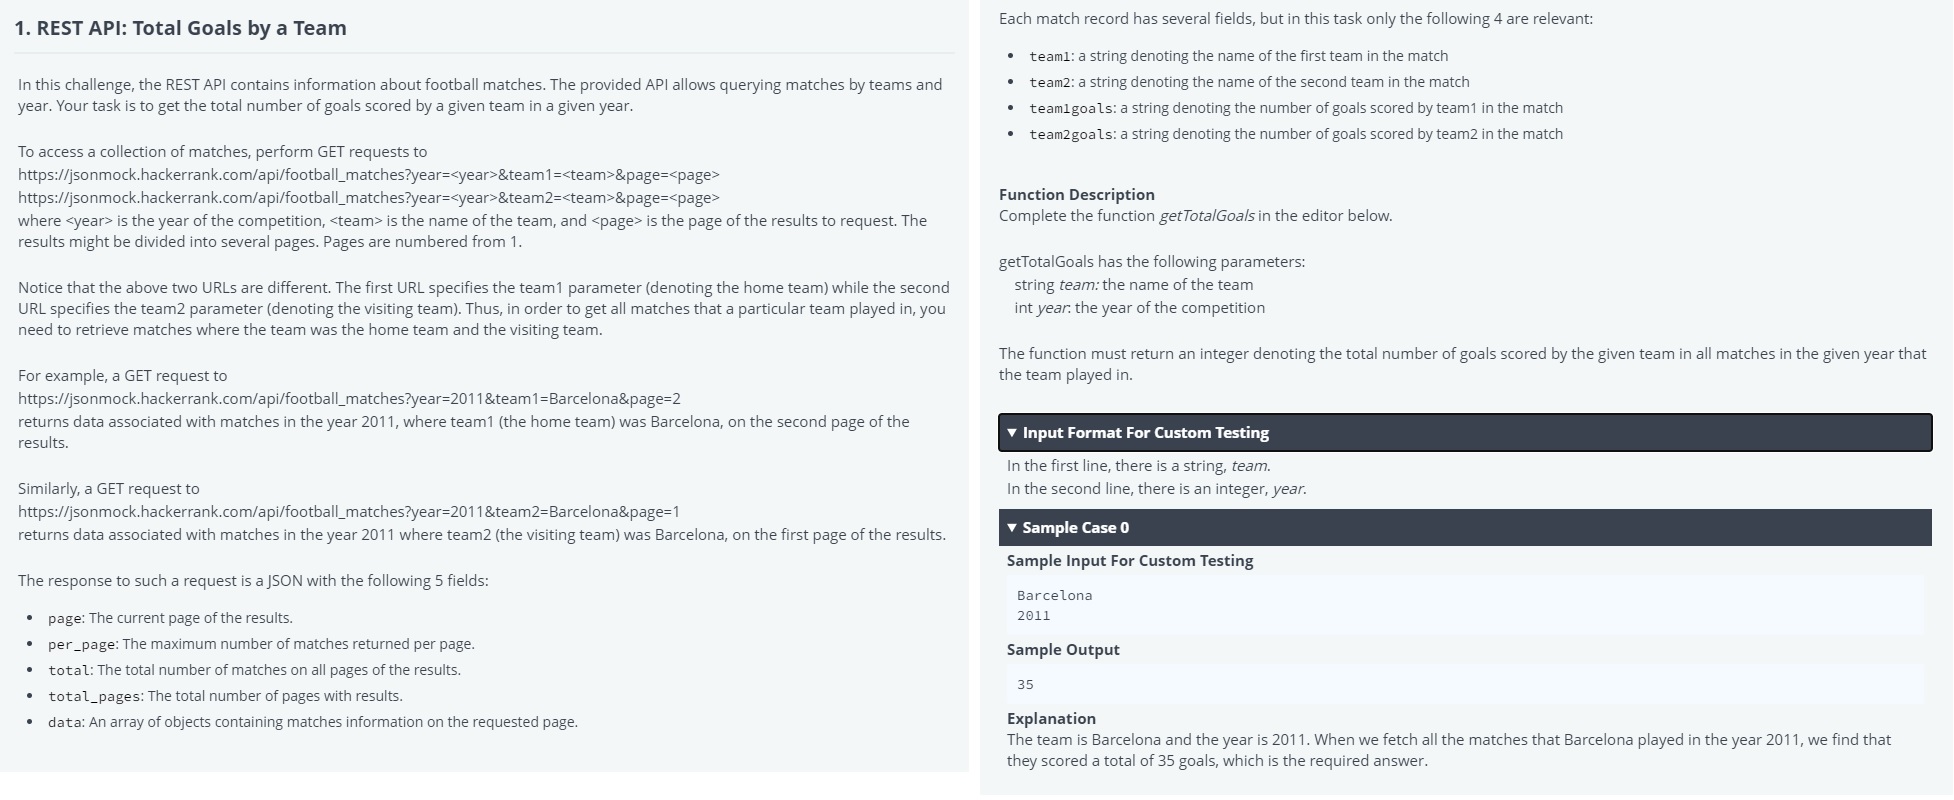 1. REST API: Total Goals by a Team
In this challenge, the REST API contains information about football matches. The provided API allows querying matches by teams and
year. Your task is to get the total number of goals scored by a given team in a given year.
To access a collection of matches, perform GET requests to
https://jsonmock.hackerrank.com/api/football_matches?year=<year>&team1=<team>&page=<page>
https://jsonmock.hackerrank.com/api/football_matches?year=<year>&team2=<team>&page=<page>
where <year> is the year of the competition, <team> is the name of the team, and <page> is the page of the results to request. The
results might be divided into several pages. Pages are numbered from 1.
Notice that the above two URLs are different. The first URL specifies the team1 parameter (denoting the home team) while the second
URL specifies the team2 parameter (denoting the visiting team). Thus, in order to get all matches that a particular team played in, you
need to retrieve matches where the team was the home team and the visiting team.
For example, a GET request to
https://jsonmock.hackerrank.com/api/football_matches?year=2011&team1=Barcelona&page=2
returns data associated with matches in the year 2011, where team1 (the home team) was Barcelona, on the second page of the
results.
Similarly, a GET request to
https://jsonmock.hackerrank.com/api/football_matches?year=2011&team2=Barcelona&page=1
returns data associated with matches in the year 2011 where team2 (the visiting team) was Barcelona, on the first page of the results.
The response to such a request is a JSON with the following 5 fields:
• page: The current page of the results.
• per_page: The maximum number of matches returned per page.
• total: The total number of matches on all pages of the results.
• total_pages: The total number of pages with results.
• data: An array of objects containing matches information on the requested page.
Each match record has several fields, but in this task only the following 4 are relevant:
• team1: a string denoting the name of the first team in the match
• team2: a string denoting the name of the second team in the match
• team1goals: a string denoting the number of goals scored by team1 in the match
• team2goals: a string denoting the number of goals scored by team2 in the match
Function Description
Complete the function getTotalGoals in the editor below.
getTotalGoals has the following parameters:
string team: the name of the team
int year: the year of the competition
The function must return an integer denoting the total number of goals scored by the given team in all matches in the given year that
the team played in.
▼ Input Format For Custom Testing
In the first line, there is a string, team.
In the second line, there is an integer, year.
▼ Sample Case 0
Sample Input For Custom Testing
Barcelona
2011
Sample Output
35
Explanation
The team is Barcelona and the year is 2011. When we fetch all the matches that Barcelona played in the year 2011, we find that
they scored a total of 35 goals, which is the required answer.